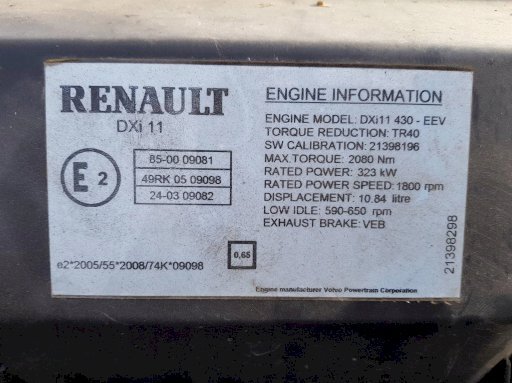 RENAULT
DXi 11
E 2
85-00 09081
49RK 05 09098
24-03 09082
e2*2005/55*2008/74K*09098
0,65
ENGINE INFORMATION
ENGINE MODEL: DXi11 430 - EEV
TORQUE REDUCTION: TR40
SW CALIBRATION: 21398196
MAX.TORQUE: 2080 Nm
RATED POWER: 323 kW
RATED POWER SPEED: 1800 rpm
DISPLACEMENT: 10.84 litre
LOW IDLE: 590-650 rpm
EXHAUST BRAKE: VEB
Engine manufacturer Volvo Powertrain Corporation
21398298